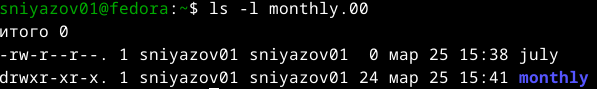 sniyazov01@fedora:~$ ls -l monthly.00
итого 0
-rw-r--r--. 1 sniyazov01 sniyazov01  0 мар 25 15:38 july
drwxr-xr-x. 1 sniyazov01 sniyazov01 24 мар 25 15:41 monthly